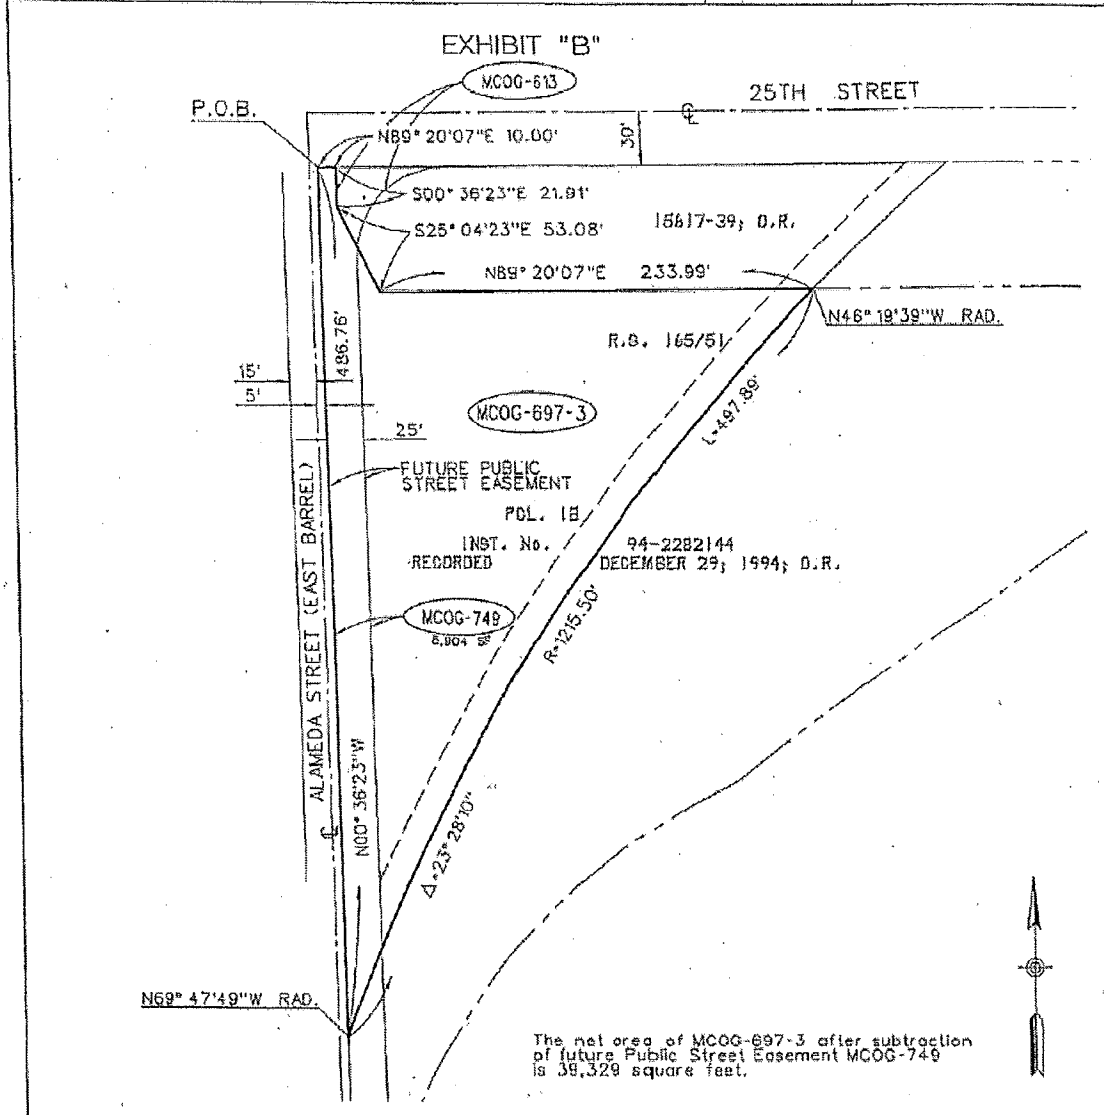 EXHIBIT "B"
MCOG-613
25TH STREET
P.O.B.
N89° 20'07"E 10.00'
30'
S00° 36'23"E 21.91'
S25° 04'23"E 53.08'
15617-39; O.R.
N89° 20'07"E 233.99'
N46° 19'39"W RAD.
R.S. 165/51
486.76'
15'
5'
MCOG-697-3
25'
L=497.89'
FUTURE PUBLIC
STREET EASEMENT
PCL. 1B
INST. No. 94-2282144
RECORDED DECEMBER 29, 1994; O.R.
ALAMEDA STREET (EAST BARREL)
MCOG-749
R=1215.50'
N00° 36'23"W
Δ=23° 28'10"
N69° 47'49"W RAD.
The net area of MCOG-697-3 after subtraction
of future Public Street Easement MCOG-749
is 39,329 square feet.